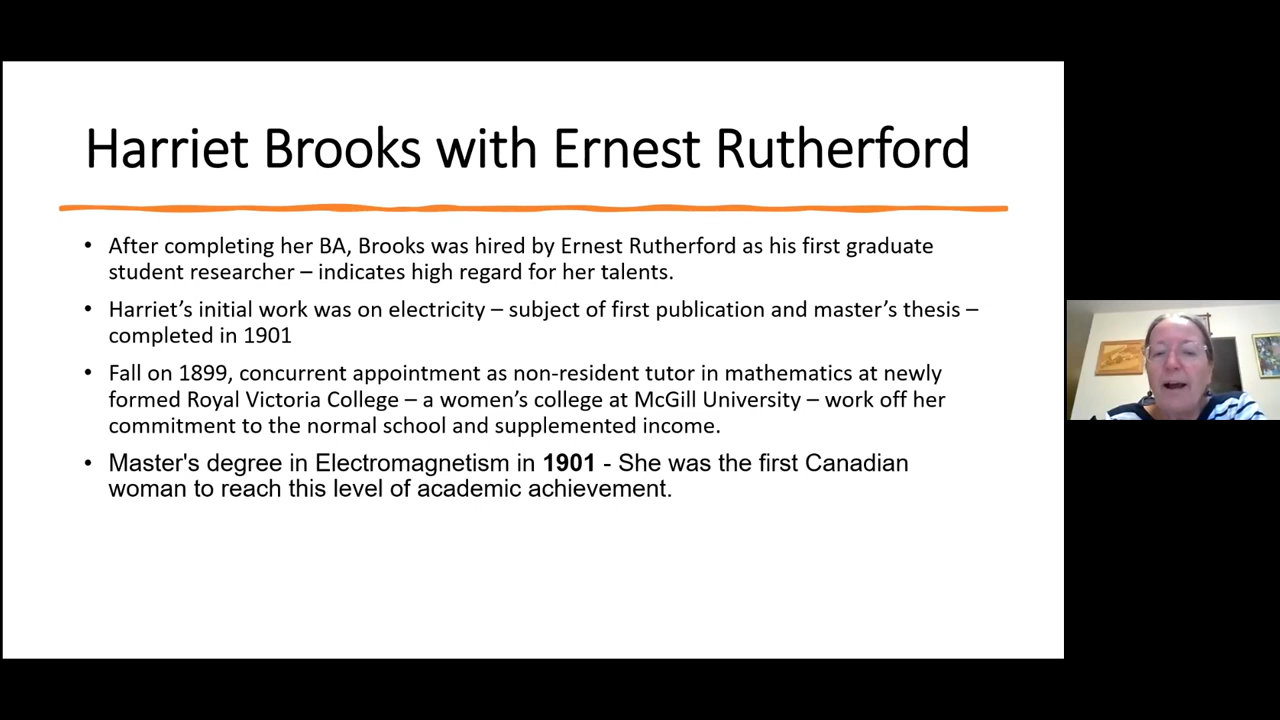 Harriet Brooks with Ernest Rutherford
• After completing her BA, Brooks was hired by Ernest Rutherford as his first graduate
student researcher – indicates high regard for her talents.
• Harriet’s initial work was on electricity – subject of first publication and master’s thesis –
completed in 1901
• Fall on 1899, concurrent appointment as non-resident tutor in mathematics at newly
formed Royal Victoria College – a women’s college at McGill University – work off her
commitment to the normal school and supplemented income.
• Master's degree in Electromagnetism in 1901 - She was the first Canadian
woman to reach this level of academic achievement.